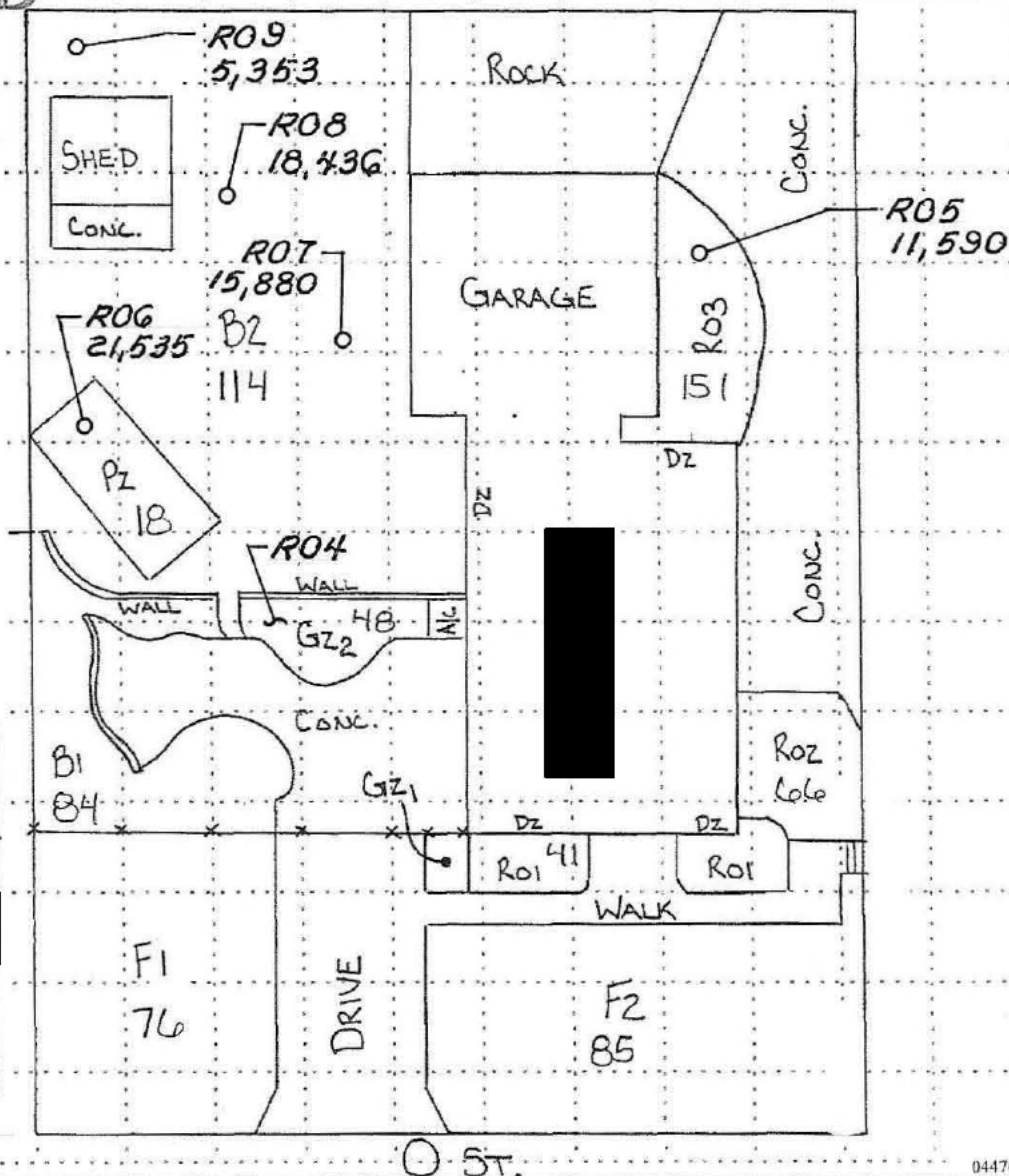 R09
5,353
ROCK
CONC.
SHED
CONC.
R08
18,436
R05
11,590
R07
15,880
GARAGE
R03
151
R06
21,535
B2
114
DZ
PZ
18
DZ
R04
WALL
WALL
GZ2
48
A/C
CONC.
CONC.
B1
84
R02
66
GZ1
DZ
DZ
R01
41
R01
WALK
F1
76
DRIVE
F2
85
O ST.